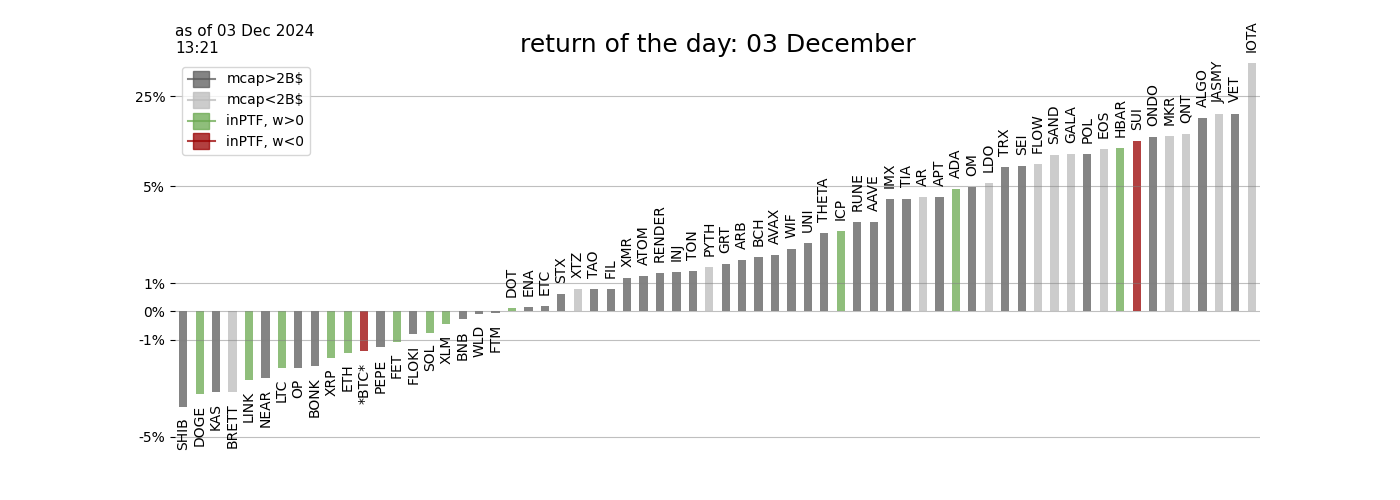 as of 03 Dec 2024
13:21
return of the day: 03 December
mcap>2B$
mcap<2B$
inPTF, w>0
inPTF, w<0
25%
5%
1%
0%
-1%
-5%
SHIB
DOGE
KAS
BRETT
LINK
NEAR
LTC
OP
BONK
XRP
ETH
*BTC*
PEPE
FET
FLOKI
SOL
XLM
BNB
WLD
FTM
DOT
ENA
ETC
STX
XTZ
TAO
FIL
XMR
ATOM
RENDER
INJ
TON
PYTH
GRT
ARB
BCH
AVAX
WIF
UNI
THETA
ICP
RUNE
AAVE
IMX
TIA
AR
APT
ADA
OM
LDO
TRX
SEI
FLOW
SAND
GALA
POL
EOS
HBAR
SUI
ONDO
MKR
QNT
ALGO
JASMY
VET
IOTA